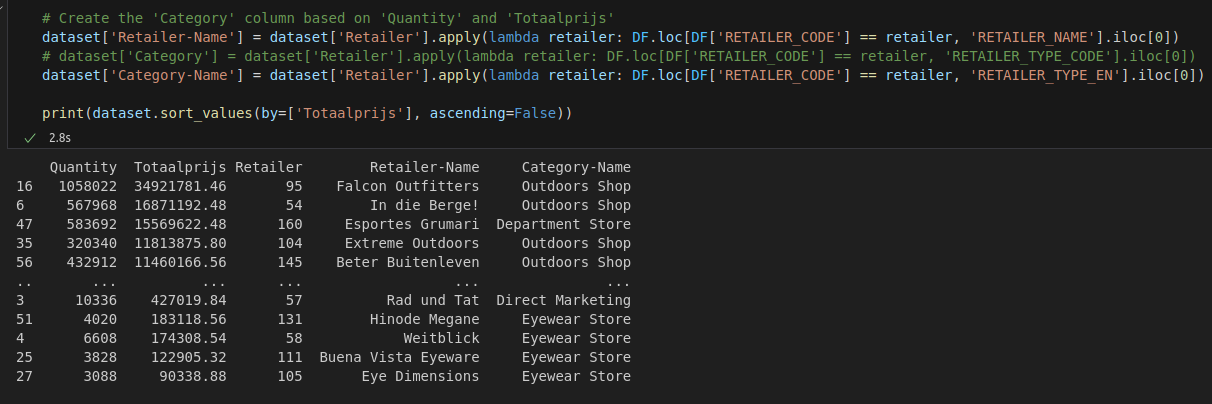 # Create the 'Category' column based on 'Quantity' and 'Totaalprijs'
dataset['Retailer-Name'] = dataset['Retailer'].apply(lambda retailer: DF.loc[DF['RETAILER_CODE'] == retailer, 'RETAILER_NAME'].iloc[0])
# dataset['Category'] = dataset['Retailer'].apply(lambda retailer: DF.loc[DF['RETAILER_CODE'] == retailer, 'RETAILER_TYPE_CODE'].iloc[0])
dataset['Category-Name'] = dataset['Retailer'].apply(lambda retailer: DF.loc[DF['RETAILER_CODE'] == retailer, 'RETAILER_TYPE_EN'].iloc[0])
print(dataset.sort_values(by=['Totaalprijs'], ascending=False))
2.8s
Quantity Totaalprijs Retailer Retailer-Name Category-Name
16 1058022 34921781.46 95 Falcon Outfitters Outdoors Shop
6 567968 16871192.48 54 In die Berge! Outdoors Shop
47 583692 15569622.48 160 Esportes Grumari Department Store
35 320340 11813875.80 104 Extreme Outdoors Outdoors Shop
56 432912 11460166.56 145 Beter Buitenleven Outdoors Shop
.. ... ... ... ... ...
3 10336 427019.84 57 Rad und Tat Direct Marketing
51 4020 183118.56 131 Hinode Megane Eyewear Store
4 6608 174308.54 58 Weitblick Eyewear Store
25 3828 122905.32 111 Buena Vista Eyeware Eyewear Store
27 3088 90338.88 105 Eye Dimensions Eyewear Store